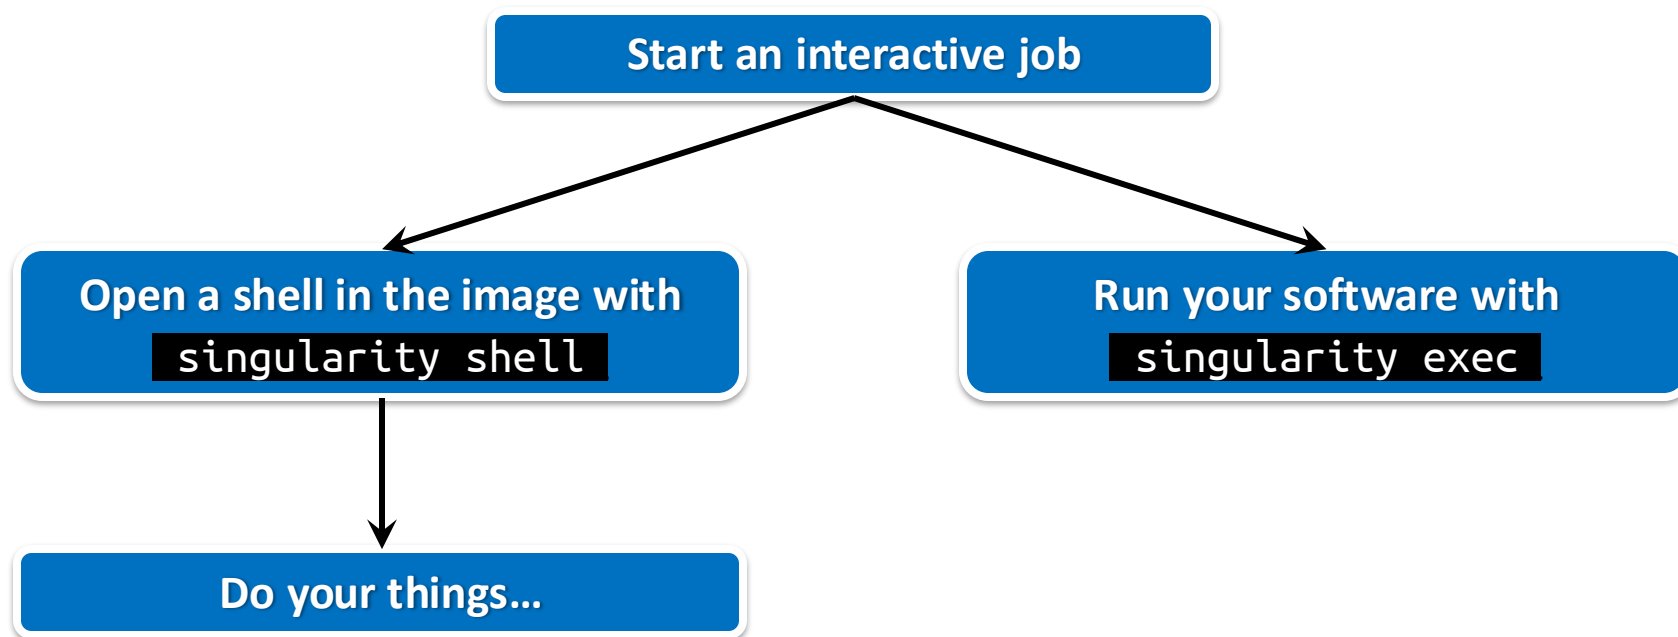 Start an interactive job
Open a shell in the image with
singularity shell
Run your software with
singularity exec
Do your things…